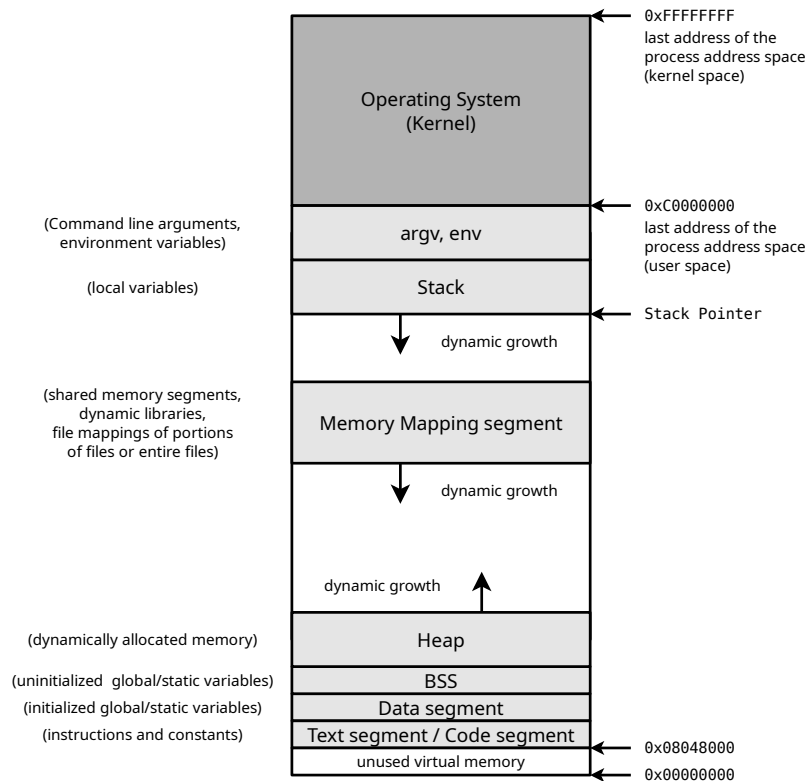 0xFFFFFFFF
last address of the
process address space
(kernel space)
Operating System
(Kernel)
0xC0000000
last address of the
process address space
(user space)
(Command line arguments,
environment variables)
argv, env
(local variables)
Stack
Stack Pointer
dynamic growth
(shared memory segments,
dynamic libraries,
file mappings of portions
of files or entire files)
Memory Mapping segment
dynamic growth
dynamic growth
(dynamically allocated memory)
Heap
(uninitialized global/static variables)
BSS
(initialized global/static variables)
Data segment
(instructions and constants)
Text segment / Code segment
0x08048000
unused virtual memory
0x00000000